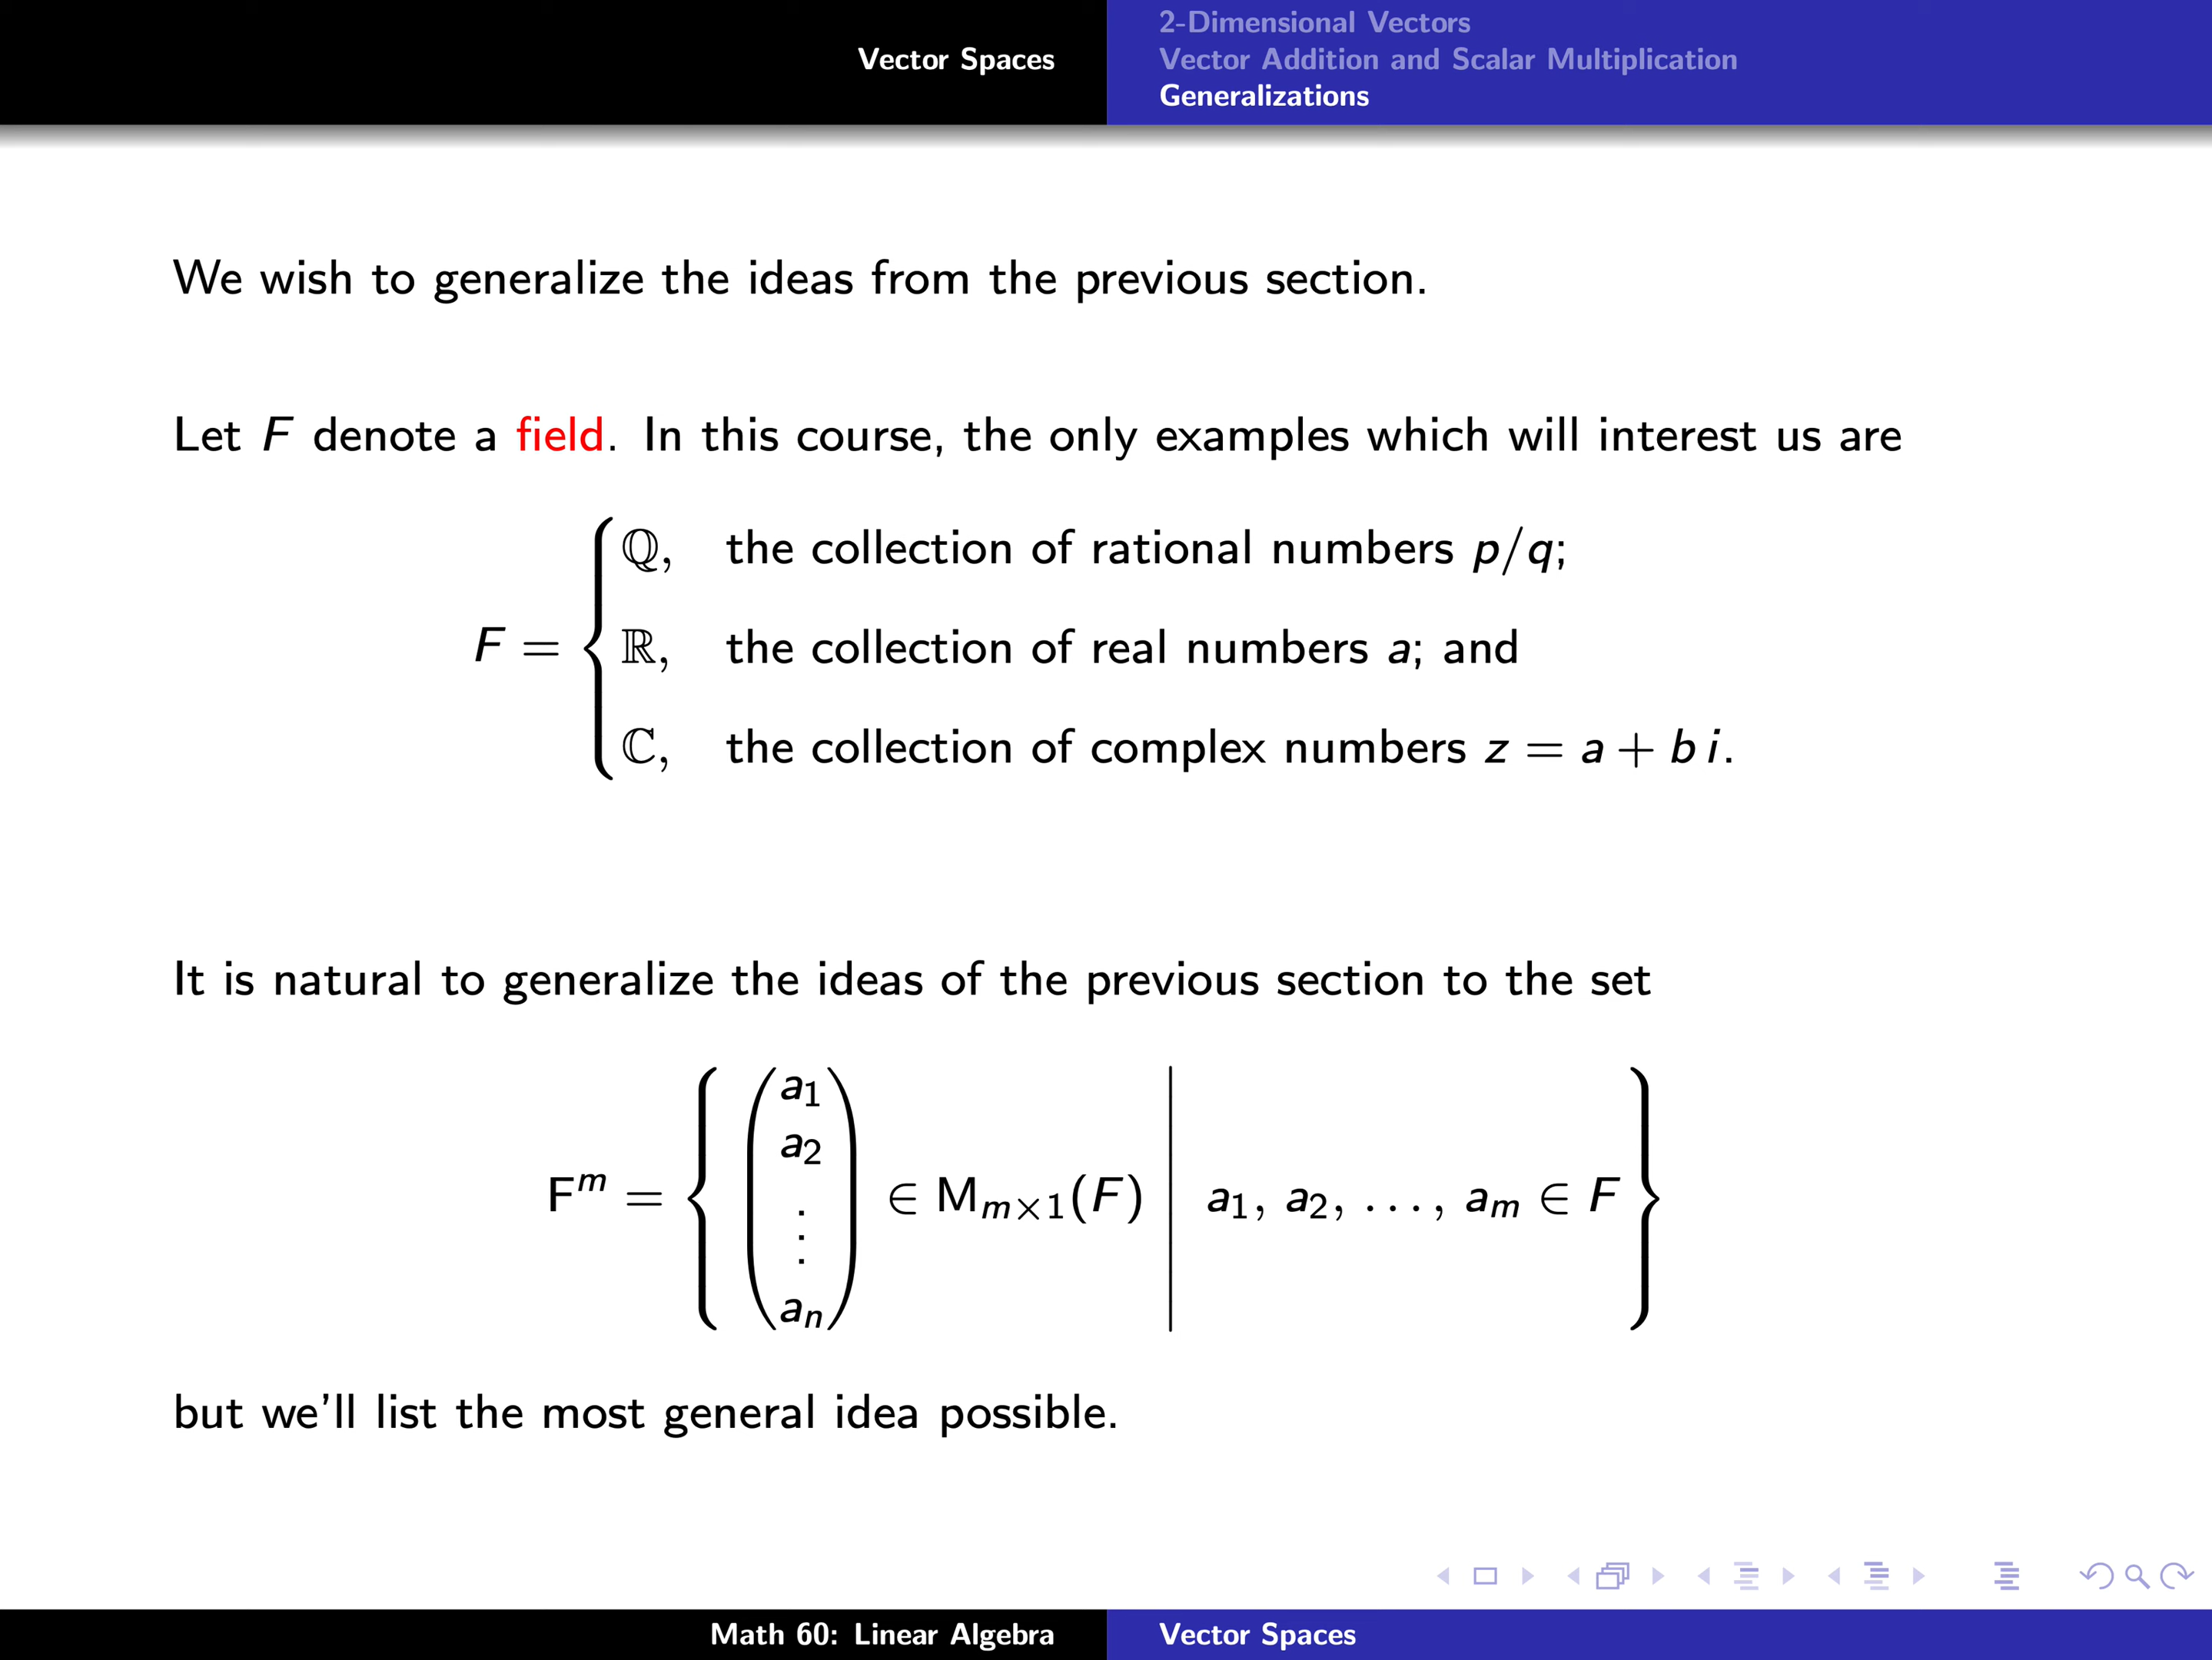 Vector Spaces
2-Dimensional Vectors
Vector Addition and Scalar Multiplication
Generalizations
We wish to generalize the ideas from the previous section.
Let F denote a field. In this course, the only examples which will interest us are
F = { ℚ, the collection of rational numbers p/q;
ℝ, the collection of real numbers a; and
ℂ, the collection of complex numbers z = a + b i.
It is natural to generalize the ideas of the previous section to the set
a₁
a₂
Fᵐ = { ( ⋮ ) ∈ Mₘ×₁(F) | a₁, a₂, ..., aₘ ∈ F }
aₙ
but we'll list the most general idea possible.
Math 60: Linear Algebra
Vector Spaces